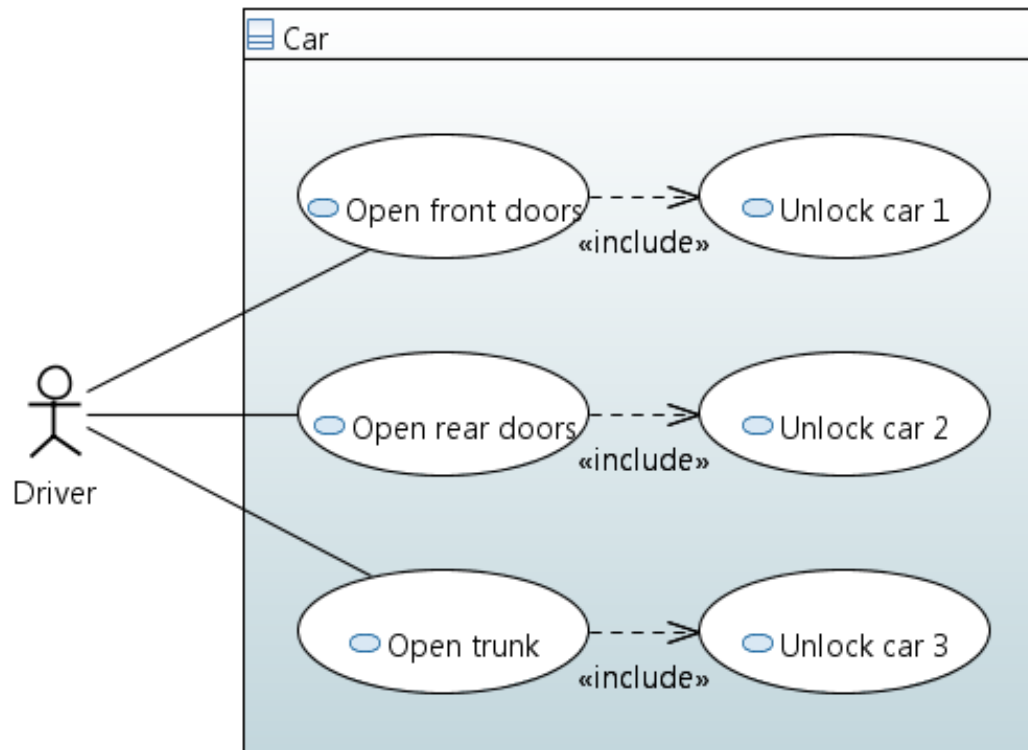 Car
Open front doors
Unlock car 1
«include»
Open rear doors
Unlock car 2
«include»
Driver
Open trunk
Unlock car 3
«include»